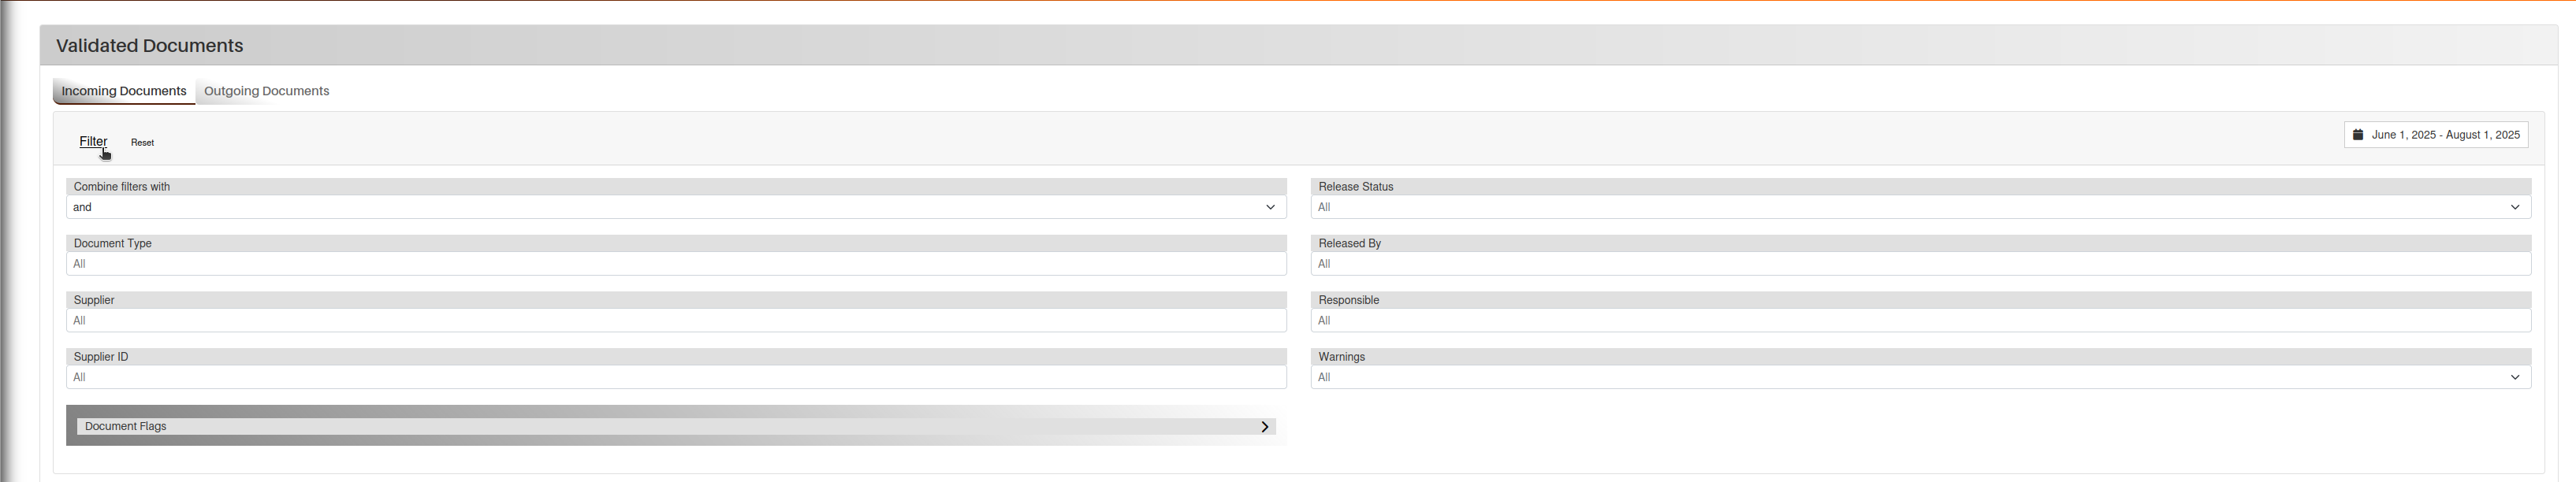 Validated Documents
Incoming Documents Outgoing Documents
Filter Reset June 1, 2025 - August 1, 2025
Combine filters with
and
Release Status
All
Document Type
All
Released By
All
Supplier
All
Responsible
All
Supplier ID
All
Warnings
All
Document Flags